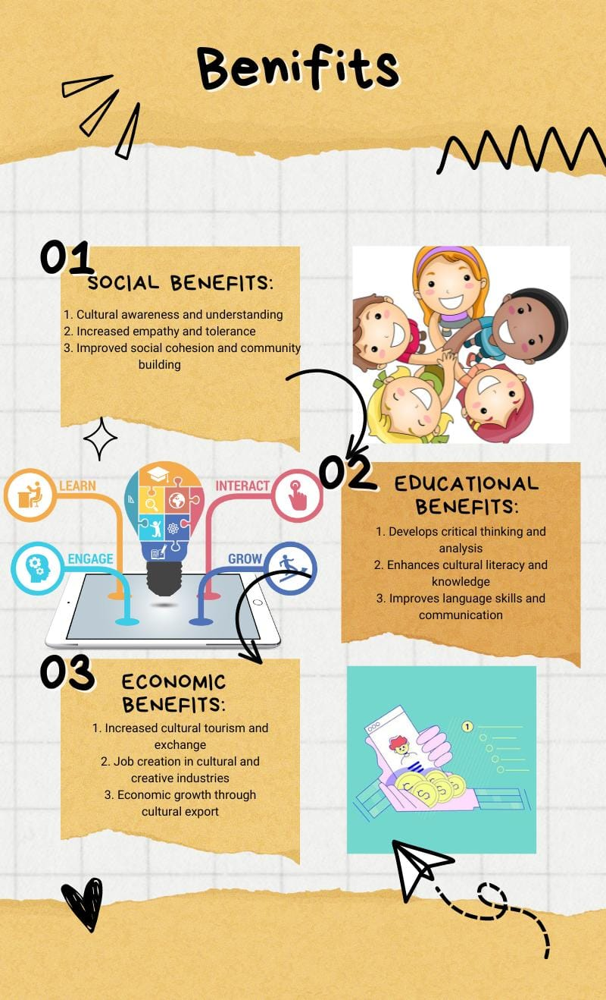 Benifits
01
SOCIAL BENEFITS:
1. Cultural awareness and understanding
2. Increased empathy and tolerance
3. Improved social cohesion and community
building
LEARN
INTERACT
ENGAGE
GROW
02
EDUCATIONAL
BENEFITS:
1. Develops critical thinking and
analysis
2. Enhances cultural literacy and
knowledge
3. Improves language skills and
communication
03
ECONOMIC
BENEFITS:
1. Increased cultural tourism and
exchange
2. Job creation in cultural and
creative industries
3. Economic growth through
cultural export
1
$ $ $